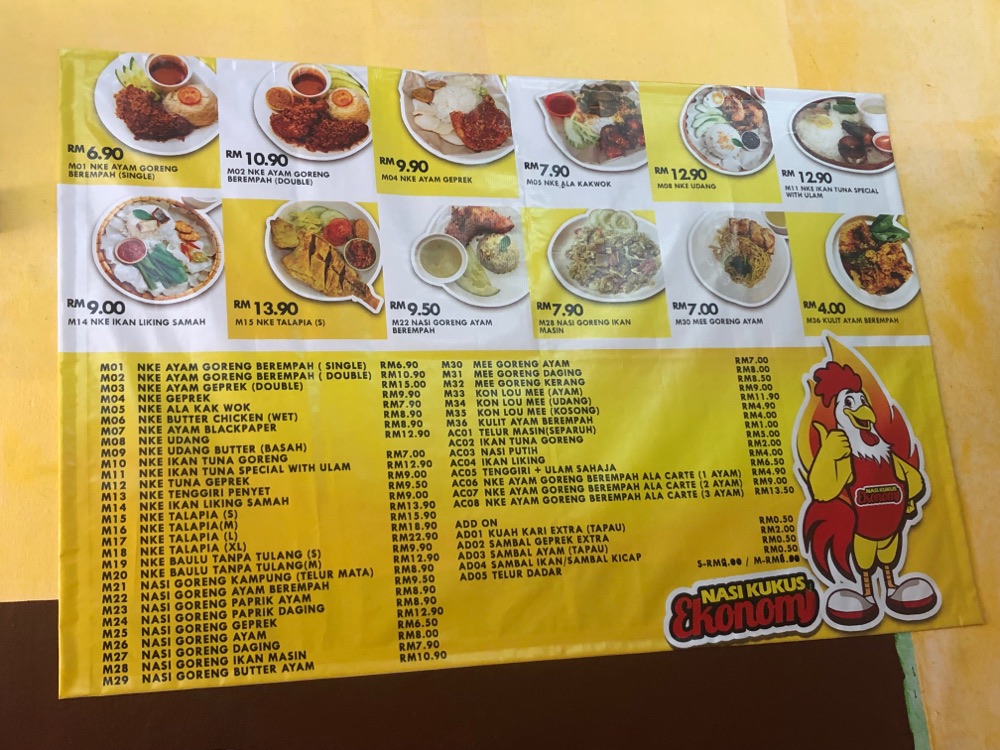 RM 6.90
M01 NKE AYAM GORENG
BEREMPAH (SINGLE)
RM 10.90
M02 NKE AYAM GORENG
BEREMPAH (DOUBLE)
RM 9.90
M04 NKE AYAM GEPREK
RM 7.90
M05 NKE ALA KAKWOK
RM 12.90
M08 NKE UDANG
RM 12.90
M11 NKE IKAN TUNA SPECIAL
WITH ULAM
RM 9.00
M14 NKE IKAN LIKING SAMAH
RM 13.90
M15 NKE TALAPIA (S)
RM 9.50
M22 NASI GORENG AYAM
BEREMPAH
RM 7.90
M28 NASI GORENG IKAN
MASIN
RM 7.00
M30 MEE GORENG AYAM
RM 4.00
M36 KULIT AYAM BEREMPAH
M01 NKE AYAM GORENG BEREMPAH ( SINGLE) RM6.90
M02 NKE AYAM GORENG BEREMPAH ( DOUBLE) RM10.90
M03 NKE AYAM GEPREK (DOUBLE) RM15.00
M04 NKE GEPREK RM9.90
M05 NKE ALA KAK WOK RM7.90
M06 NKE BUTTER CHICKEN (WET) RM8.90
M07 NKE AYAM BLACKPAPER RM8.90
M08 NKE UDANG RM12.90
M09 NKE UDANG BUTTER (BASAH)
M10 NKE IKAN TUNA GORENG RM7.00
M11 NKE IKAN TUNA SPECIAL WITH ULAM RM12.90
M12 NKE TUNA GEPREK RM9.00
M13 NKE TENGGIRI PENYET RM9.50
M14 NKE IKAN LIKING SAMAH RM9.00
M15 NKE TALAPIA (S) RM13.90
M16 NKE TALAPIA(M) RM15.90
M17 NKE TALAPIA (L) RM18.90
M18 NKE TALAPIA (XL) RM22.90
M19 NKE BAULU TANPA TULANG (S) RM9.90
M20 NKE BAULU TANPA TULANG(M) RM12.90
M21 NASI GORENG KAMPUNG (TELUR MATA) RM8.90
M22 NASI GORENG AYAM BEREMPAH RM9.50
M23 NASI GORENG PAPRIK AYAM RM8.90
M24 NASI GORENG PAPRIK DAGING RM8.90
M25 NASI GORENG GEPREK RM12.90
M26 NASI GORENG AYAM RM6.50
M27 NASI GORENG DAGING RM8.00
M28 NASI GORENG IKAN MASIN RM7.90
M29 NASI GORENG BUTTER AYAM RM10.90
M30 MEE GORENG AYAM RM7.00
M31 MEE GORENG DAGING RM8.00
M32 MEE GORENG KERANG RM8.50
M33 KON LOU MEE (AYAM) RM9.00
M34 KON LOU MEE (UDANG) RM11.90
M35 KON LOU MEE (KOSONG) RM4.90
M36 KULIT AYAM BEREMPAH RM4.00
AC01 TELUR MASIN(SEPARUH) RM1.00
AC02 IKAN TUNA GORENG RM5.00
AC03 NASI PUTIH RM2.00
AC04 IKAN LIKING RM4.00
AC05 TENGGIRI + ULAM SAHAJA RM6.50
AC06 NKE AYAM GORENG BEREMPAH ALA CARTE (1 AYAM) RM4.90
AC07 NKE AYAM GORENG BEREMPAH ALA CARTE (2 AYAM) RM9.00
AC08 NKE AYAM GORENG BEREMPAH ALA CARTE (3 AYAM) RM13.50
ADD ON
AD01 KUAH KARI EXTRA (TAPAU) RM0.50
AD02 SAMBAL GEPREK EXTRA RM2.00
AD03 SAMBAL AYAM (TAPAU) RM0.50
AD04 SAMBAL IKAN/SAMBAL KICAP RM0.50
AD05 TELUR DADAR
NASI KUKUS
Ekonomi
NASI KUKUS
Ekonomi